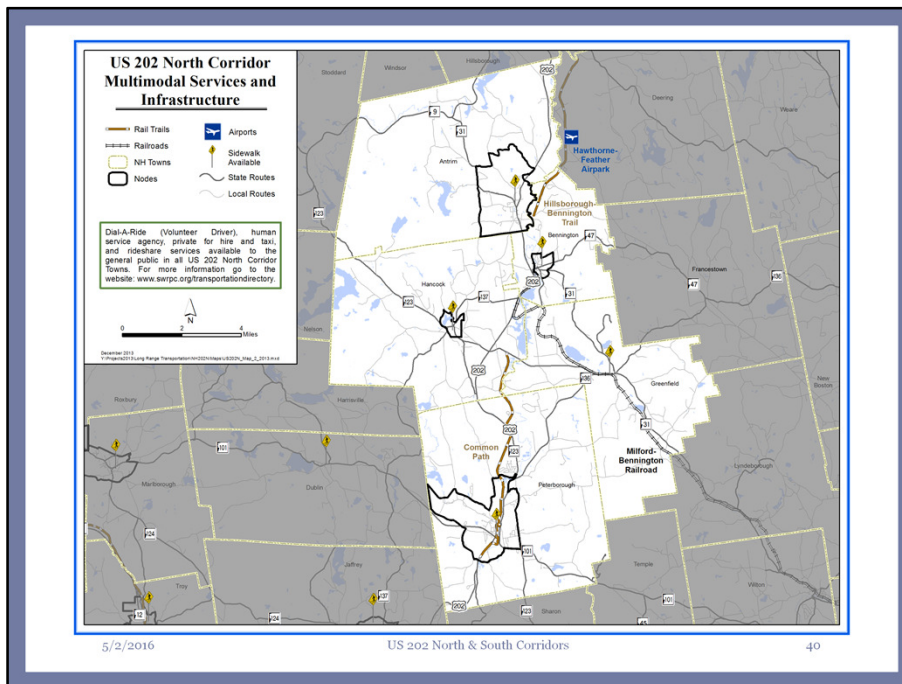 US 202 North Corridor
Multimodal Services and
Infrastructure
Rail Trails
Railroads
NH Towns
Nodes
Airports
Sidewalk
Available
State Routes
Local Routes
Dial-A-Ride (Volunteer Driver), human
service agency, private for hire and taxi,
and rideshare services available to the
general public in all US 202 North Corridor
Towns. For more information go to the
website: www.swrpc.org/transportationdirectory.
N
0 2 4
Miles
December 2013
Stoddard
Windsor
Hillsborough
202
Deering
Weare
9
31
Antrim
Hawthorne-
Feather
Airpark
Hillsborough-
Bennington
Trail
Bennington
47
123
202
Francestown
136
47
Hancock
137
123
31
Nelson
202
136
Greenfield
New
Boston
Roxbury
Harrisville
31
202
123
Common
Path
Milford-
Bennington
Railroad
Lyndeborough
101
Peterborough
Marlborough
Dublin
124
101
Jaffrey
Temple
Wilton
Troy
137
202
101
12
124
123
Sharon
45
5/2/2016
US 202 North & South Corridors
40